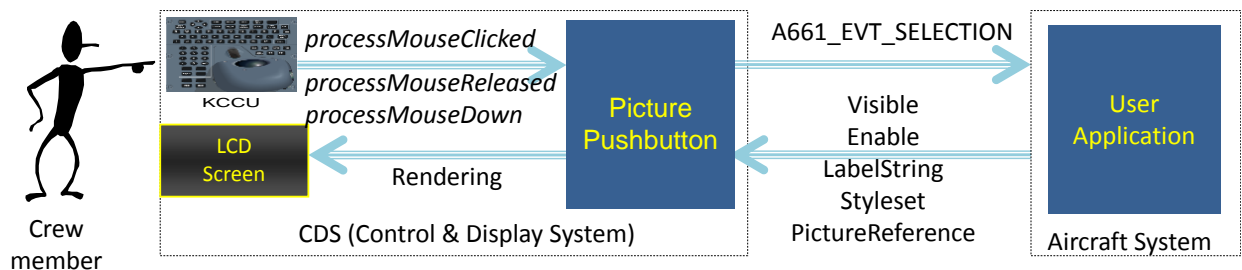 KCCU
processMouseClicked
processMouseReleased
processMouseDown
LCD
Screen
Rendering
Picture
Pushbutton
A661_EVT_SELECTION
Visible
Enable
LabelString
Styleset
PictureReference
User
Application
Crew
member
CDS (Control & Display System)
Aircraft System